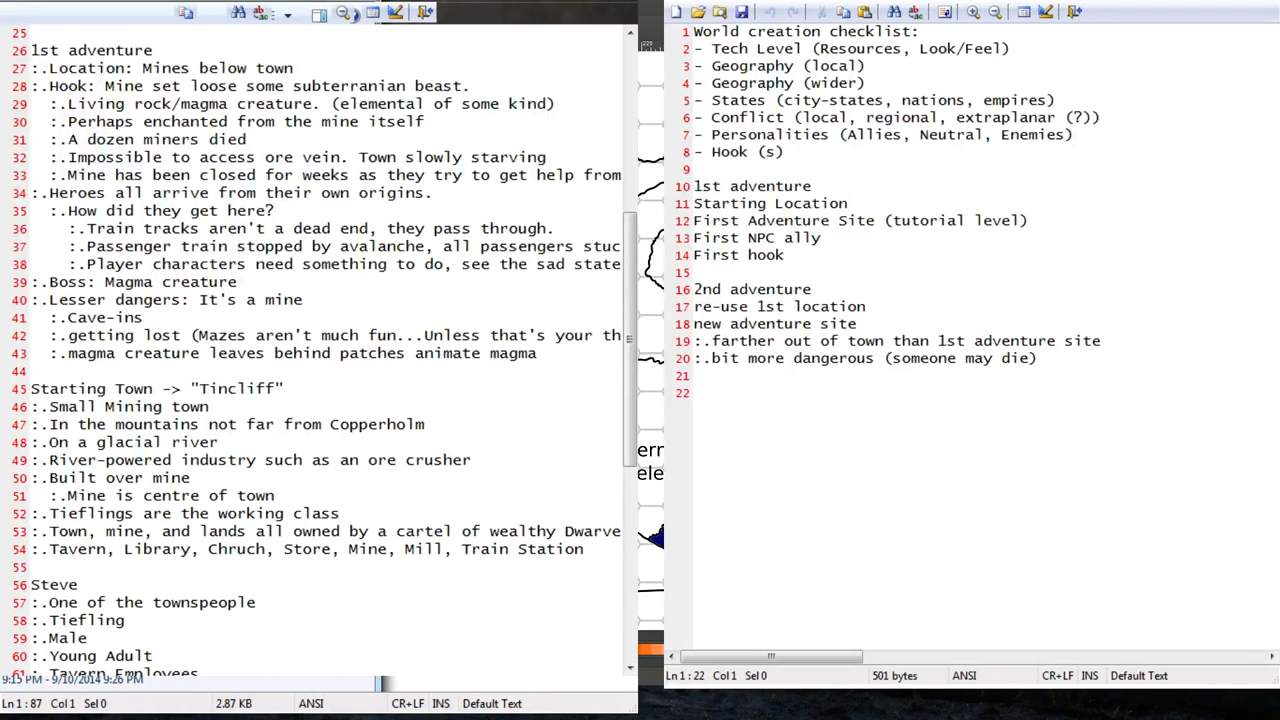 25
26 1st adventure
27 :.Location: Mines below town
28 :.Hook: Mine set loose some subterranian beast.
29 :.Living rock/magma creature. (elemental of some kind)
30 :.Perhaps enchanted from the mine itself
31 :.A dozen miners died
32 :.Impossible to access ore vein. Town slowly starving
33 :.Mine has been closed for weeks as they try to get help from
34 :.Heroes all arrive from their own origins.
35 :.How did they get here?
36 :.Train tracks aren't a dead end, they pass through.
37 :.Passenger train stopped by avalanche, all passengers stuc
38 :.Player characters need something to do, see the sad state
39 :.Boss: Magma creature
40 :.Lesser dangers: It's a mine
41 :.Cave-ins
42 :.getting lost (Mazes aren't much fun...Unless that's your th
43 :.magma creature leaves behind patches animate magma
44
45 Starting Town -> "Tincliff"
46 :.Small Mining town
47 :.In the mountains not far from Copperholm
48 :.On a glacial river
49 :.River-powered industry such as an ore crusher
50 :.Built over mine
51 :.Mine is centre of town
52 :.Tieflings are the working class
53 :.Town, mine, and lands all owned by a cartel of wealthy Dwarve
54 :.Tavern, Library, Chruch, Store, Mine, Mill, Train Station
55
56 Steve
57 :.One of the townspeople
58 :.Tiefling
59 :.Male
60 :.Young Adult
61 :.Tavern Employees
9:15 PM - 9/10/2014 9:26 PM
Ln 1 : 87 Col 1 Sel 0 2.87 KB ANSI CR+LF INS Default Text
225
ern
ele
1 World creation checklist:
2 - Tech Level (Resources, Look/Feel)
3 - Geography (local)
4 - Geography (wider)
5 - States (city-states, nations, empires)
6 - Conflict (local, regional, extraplanar (?))
7 - Personalities (Allies, Neutral, Enemies)
8 - Hook (s)
9
10 1st adventure
11 Starting Location
12 First Adventure Site (tutorial level)
13 First NPC ally
14 First hook
15
16 2nd adventure
17 re-use 1st location
18 new adventure site
19 :.farther out of town than 1st adventure site
20 :.bit more dangerous (someone may die)
21
22
Ln 1 : 22 Col 1 Sel 0 501 bytes ANSI CR+LF INS Default Text